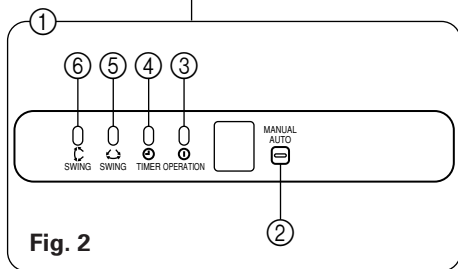 ①
⑥ ⑤ ④ ③
MANUAL
AUTO
SWING SWING TIMER OPERATION
②
Fig. 2